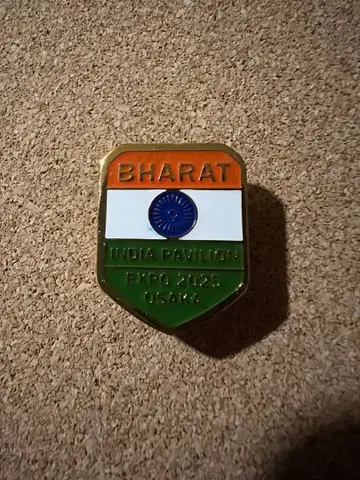 BHARAT
INDIA PAVILION
EXPO 2025
OSAKA